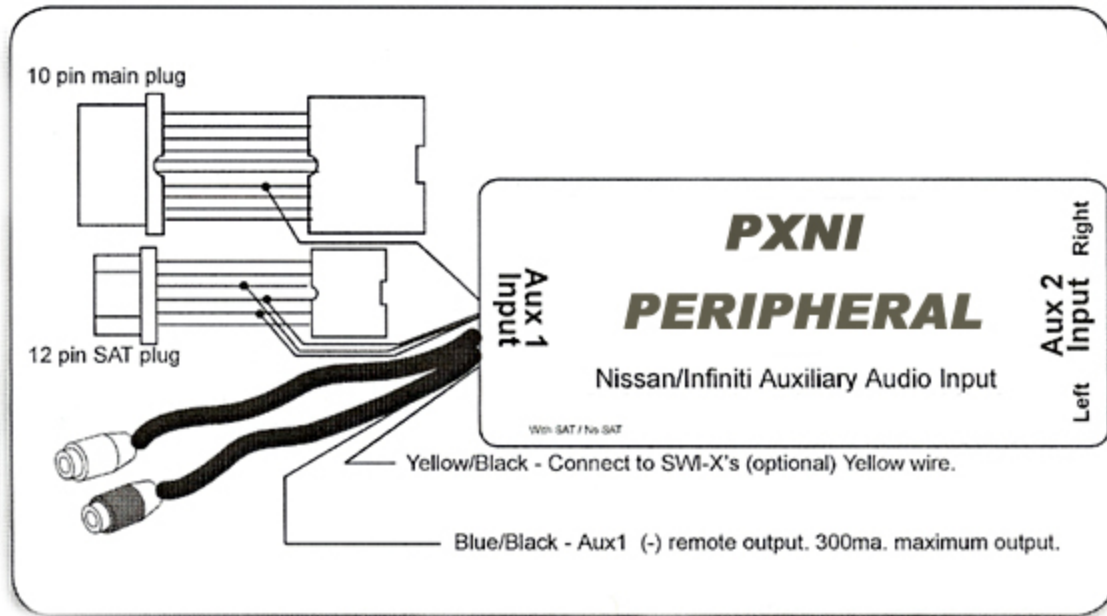 10 pin main plug
12 pin SAT plug
Aux 1
Input
PXNI
PERIPHERAL
Nissan/Infiniti Auxiliary Audio Input
With SAT / No SAT
Aux 2
Input
Left
Right
Yellow/Black - Connect to SWI-X's (optional) Yellow wire.
Blue/Black - Aux1 (-) remote output. 300ma. maximum output.